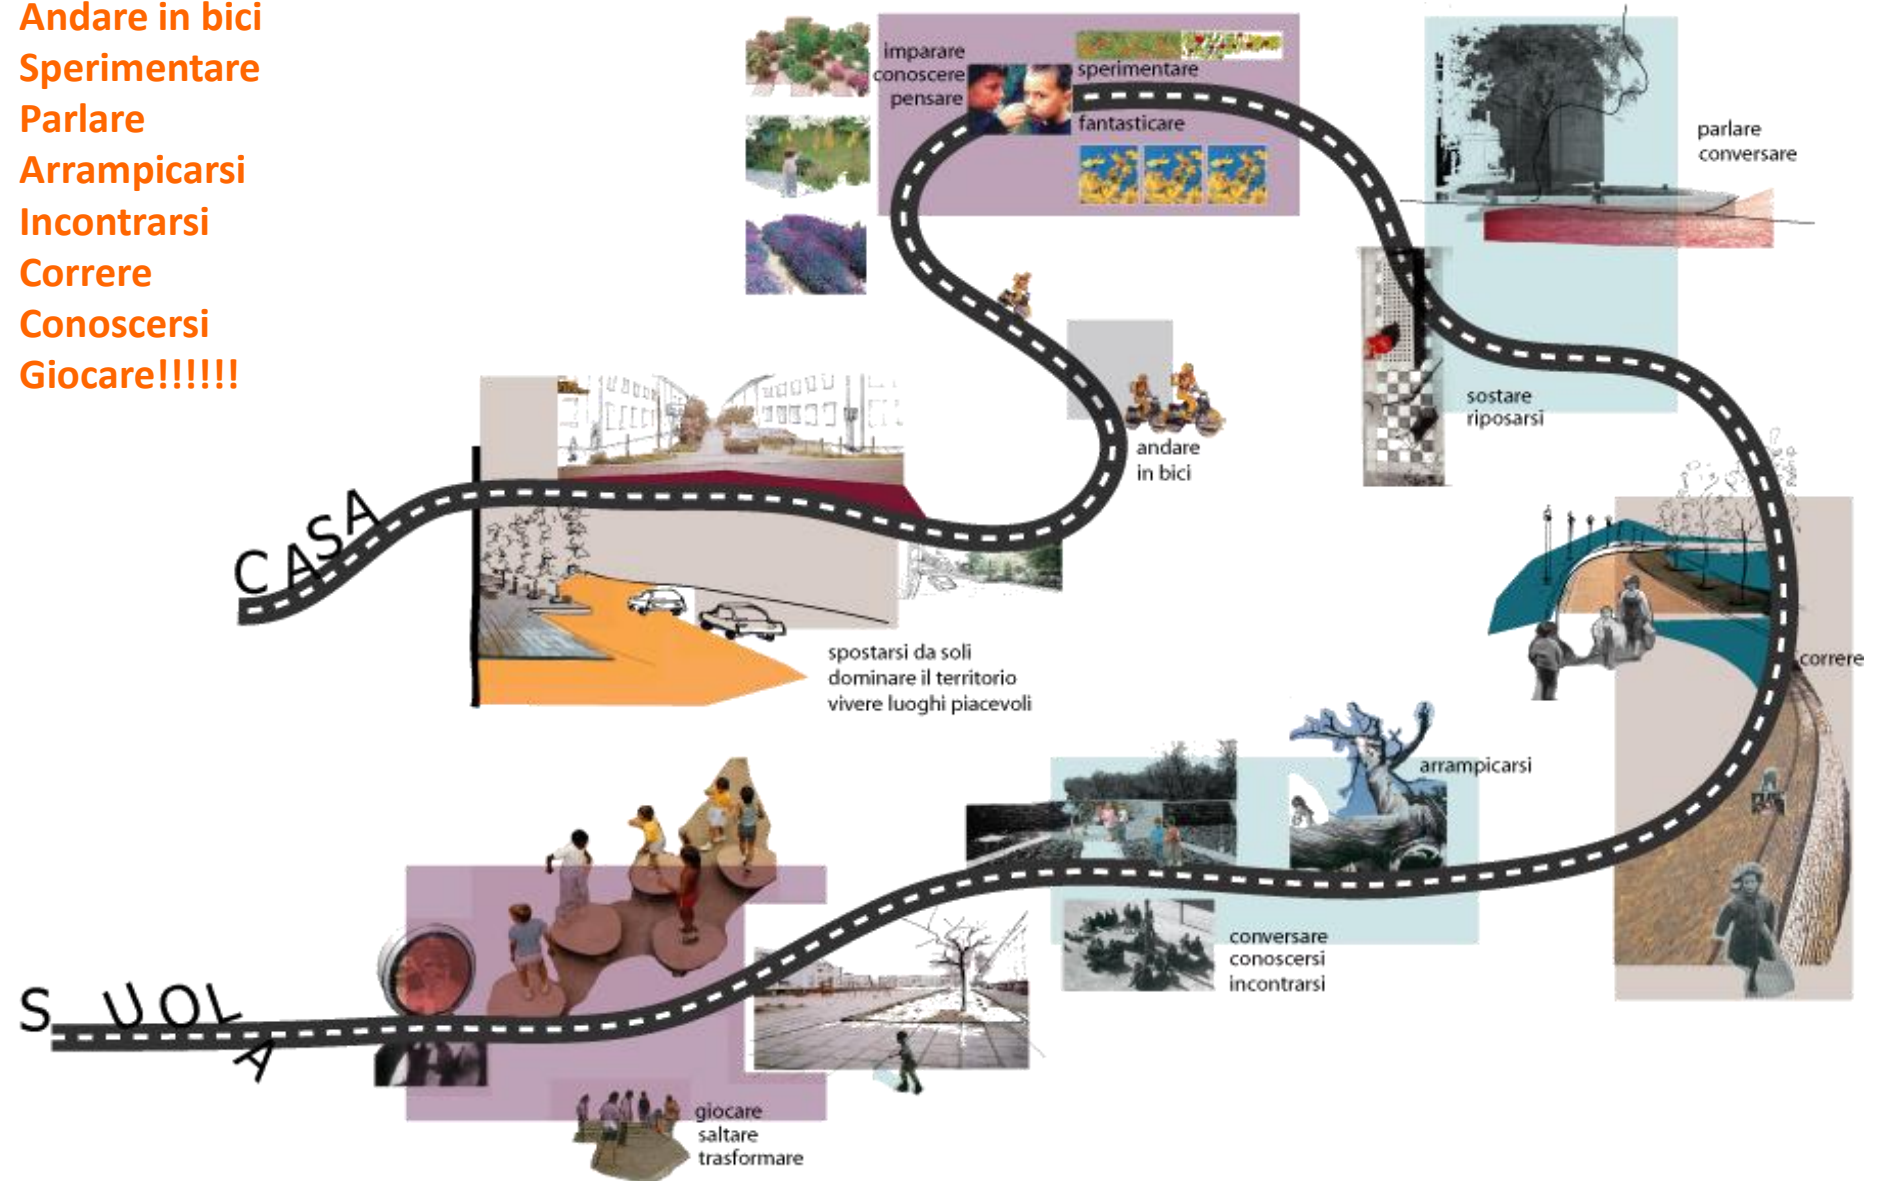 Andare in bici
Sperimentare
Parlare
Arrampicarsi
Incontrarsi
Correre
Conoscersi
Giocare!!!!!!
imparare
conoscere
pensare
sperimentare
fantasticare
parlare
conversare
sostare
riposarsi
andare
in bici
CASA
spostarsi da soli
dominare il territorio
vivere luoghi piacevoli
correre
arrampicarsi
conversare
conoscersi
incontrarsi
S UOLA
giocare
saltare
trasformare